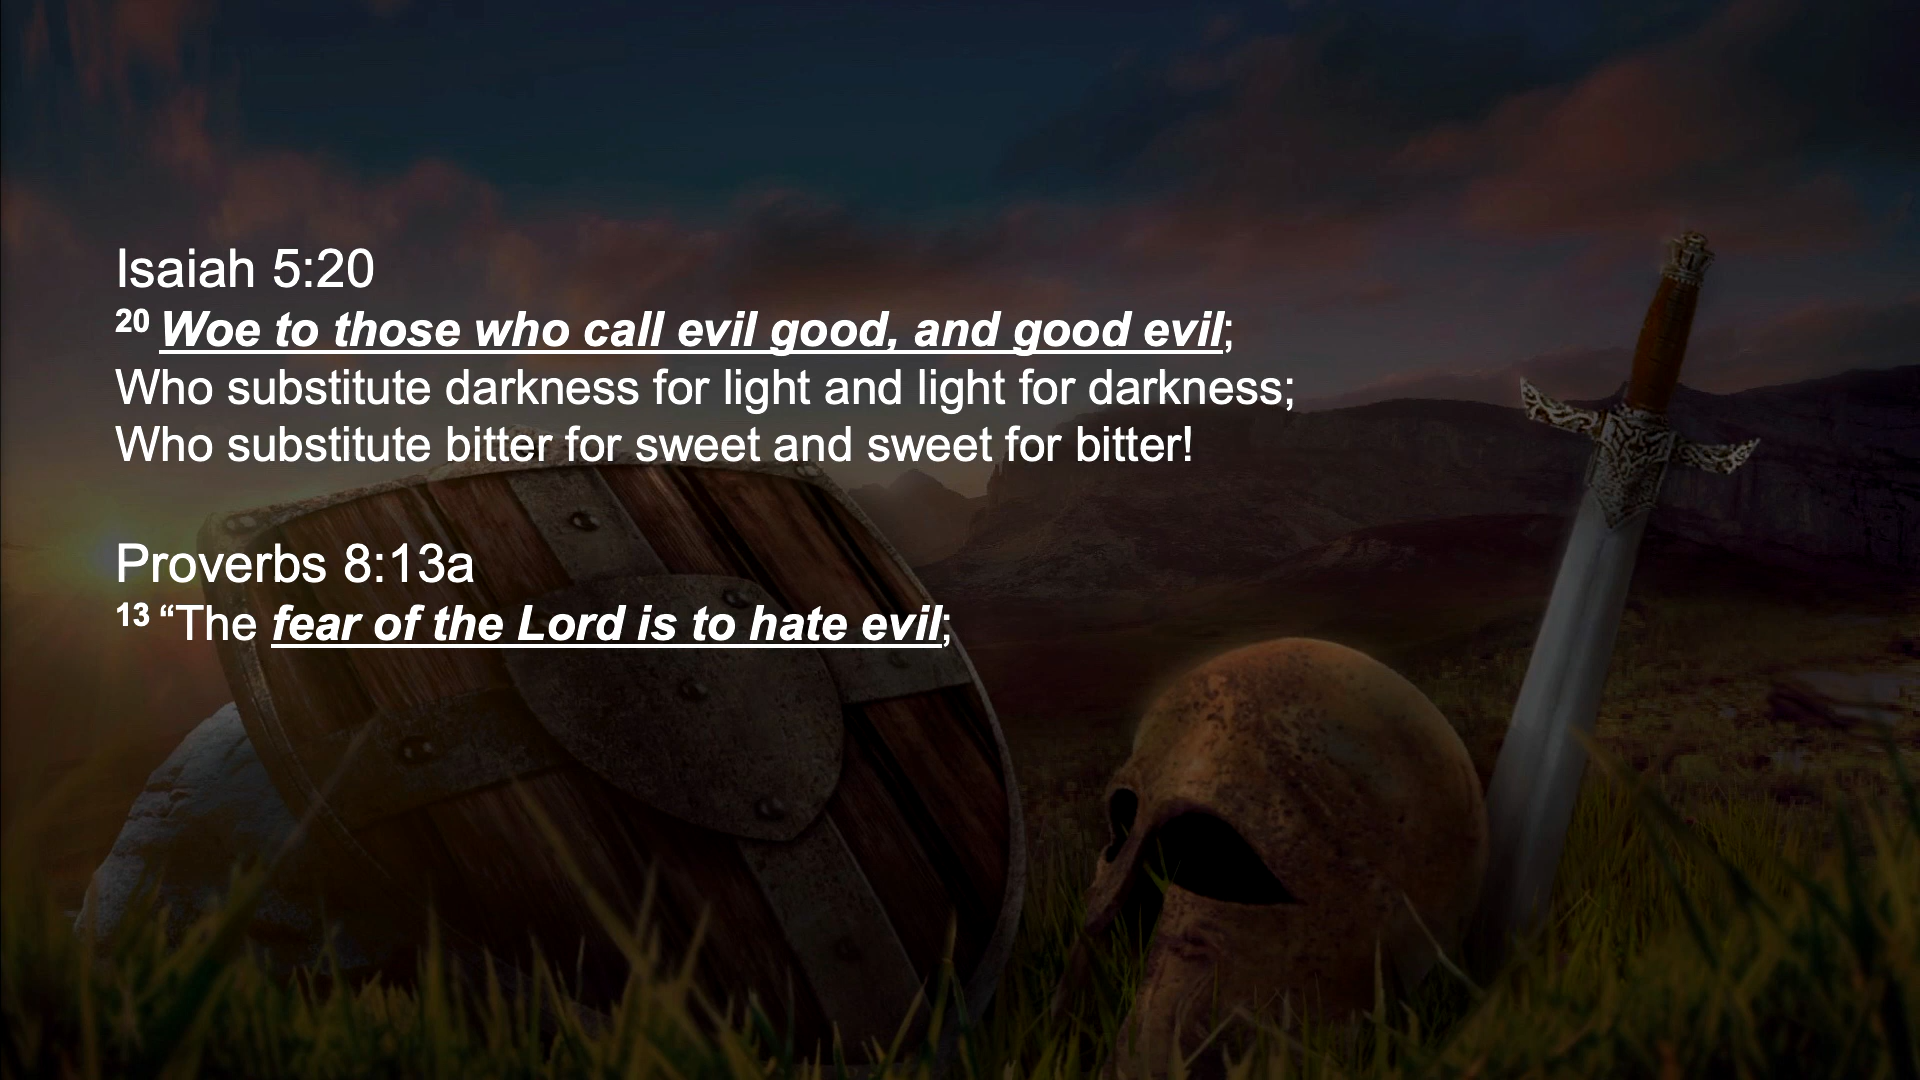 Isaiah 5:20
20 Woe to those who call evil good, and good evil;
Who substitute darkness for light and light for darkness;
Who substitute bitter for sweet and sweet for bitter!
Proverbs 8:13a
13 “The fear of the Lord is to hate evil;